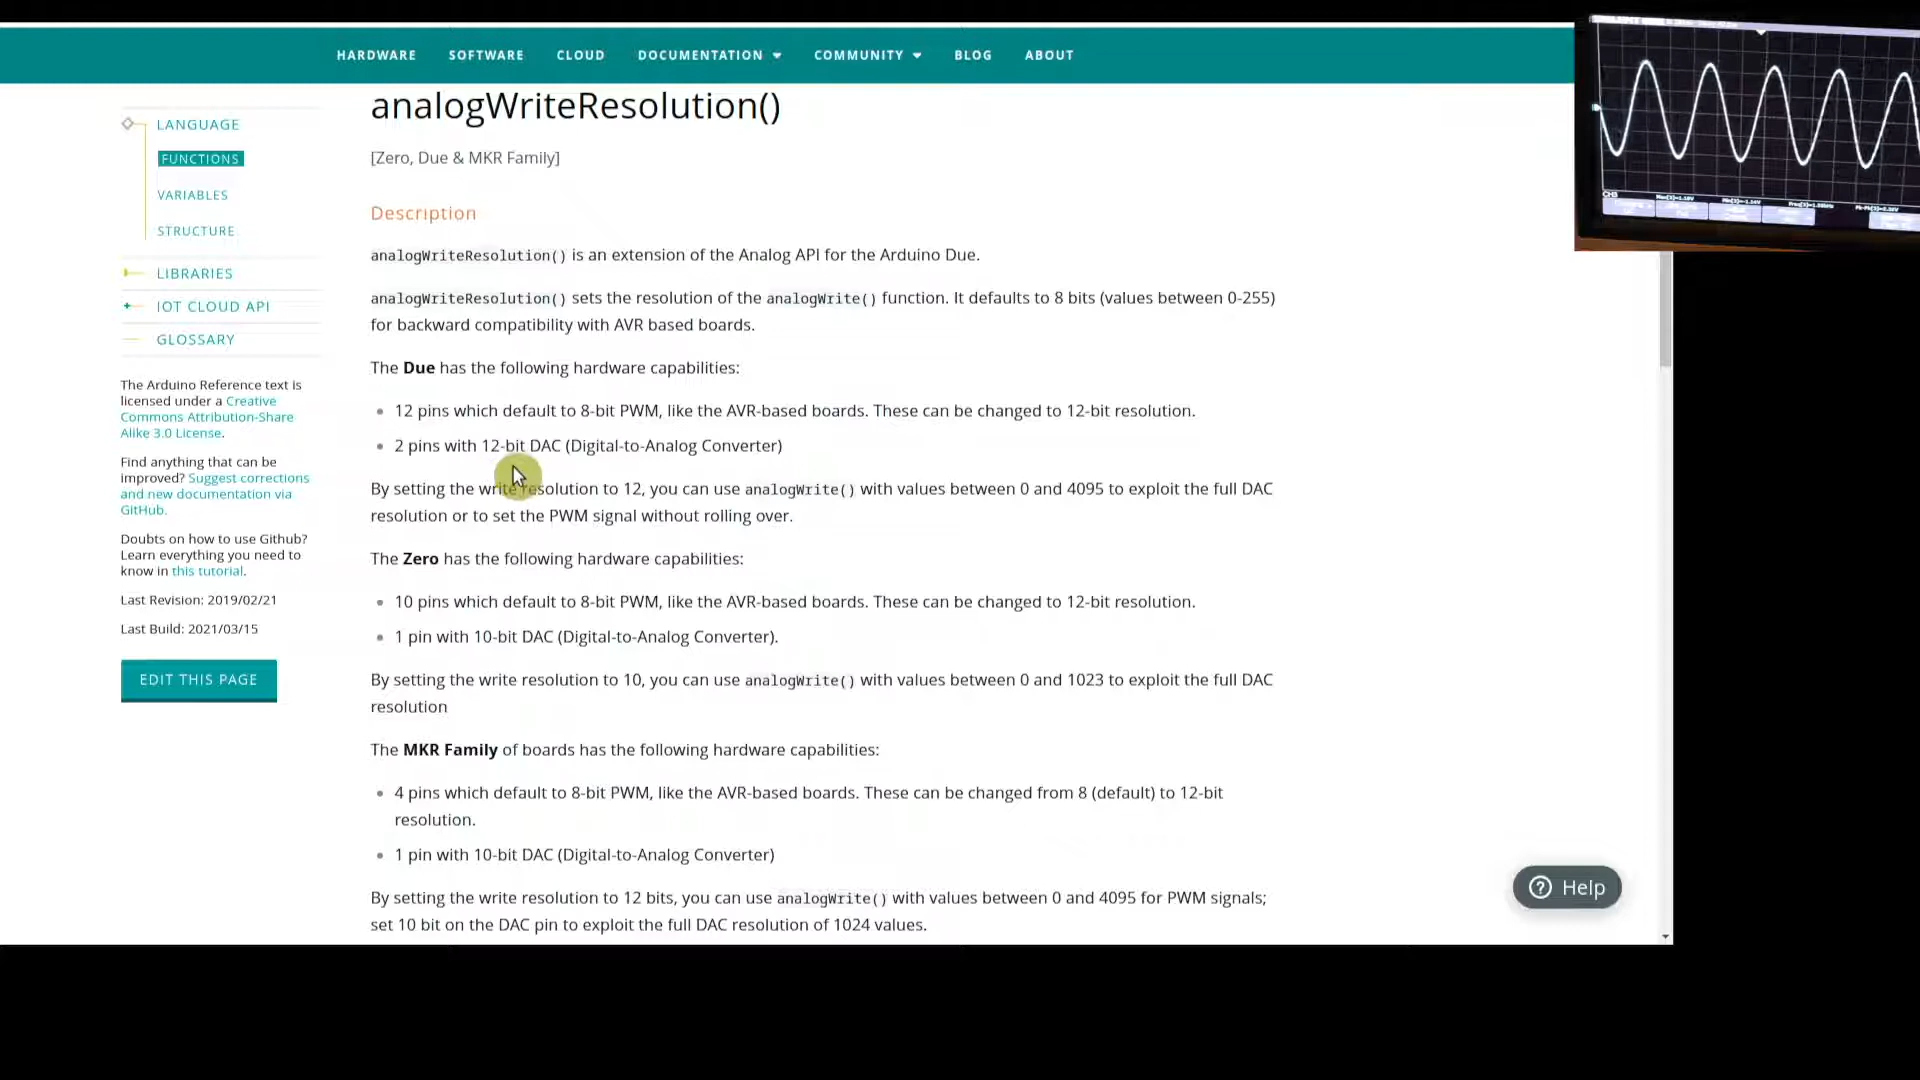 HARDWARE SOFTWARE CLOUD DOCUMENTATION COMMUNITY BLOG ABOUT
LANGUAGE
FUNCTIONS
VARIABLES
STRUCTURE
LIBRARIES
IOT CLOUD API
GLOSSARY
The Arduino Reference text is
licensed under a Creative
Commons Attribution-Share
Alike 3.0 License.
Find anything that can be
improved? Suggest corrections
and new documentation via
GitHub.
Doubts on how to use Github?
Learn everything you need to
know in this tutorial.
Last Revision: 2019/02/21
Last Build: 2021/03/15
EDIT THIS PAGE
analogWriteResolution()
[Zero, Due & MKR Family]
Description
analogWriteResolution() is an extension of the Analog API for the Arduino Due.
analogWriteResolution() sets the resolution of the analogWrite() function. It defaults to 8 bits (values between 0-255)
for backward compatibility with AVR based boards.
The Due has the following hardware capabilities:
12 pins which default to 8-bit PWM, like the AVR-based boards. These can be changed to 12-bit resolution.
2 pins with 12-bit DAC (Digital-to-Analog Converter)
By setting the write resolution to 12, you can use analogWrite() with values between 0 and 4095 to exploit the full DAC
resolution or to set the PWM signal without rolling over.
The Zero has the following hardware capabilities:
10 pins which default to 8-bit PWM, like the AVR-based boards. These can be changed to 12-bit resolution.
1 pin with 10-bit DAC (Digital-to-Analog Converter).
By setting the write resolution to 10, you can use analogWrite() with values between 0 and 1023 to exploit the full DAC
resolution
The MKR Family of boards has the following hardware capabilities:
4 pins which default to 8-bit PWM, like the AVR-based boards. These can be changed from 8 (default) to 12-bit
resolution.
1 pin with 10-bit DAC (Digital-to-Analog Converter)
By setting the write resolution to 12 bits, you can use analogWrite() with values between 0 and 4095 for PWM signals;
set 10 bit on the DAC pin to exploit the full DAC resolution of 1024 values.
Help